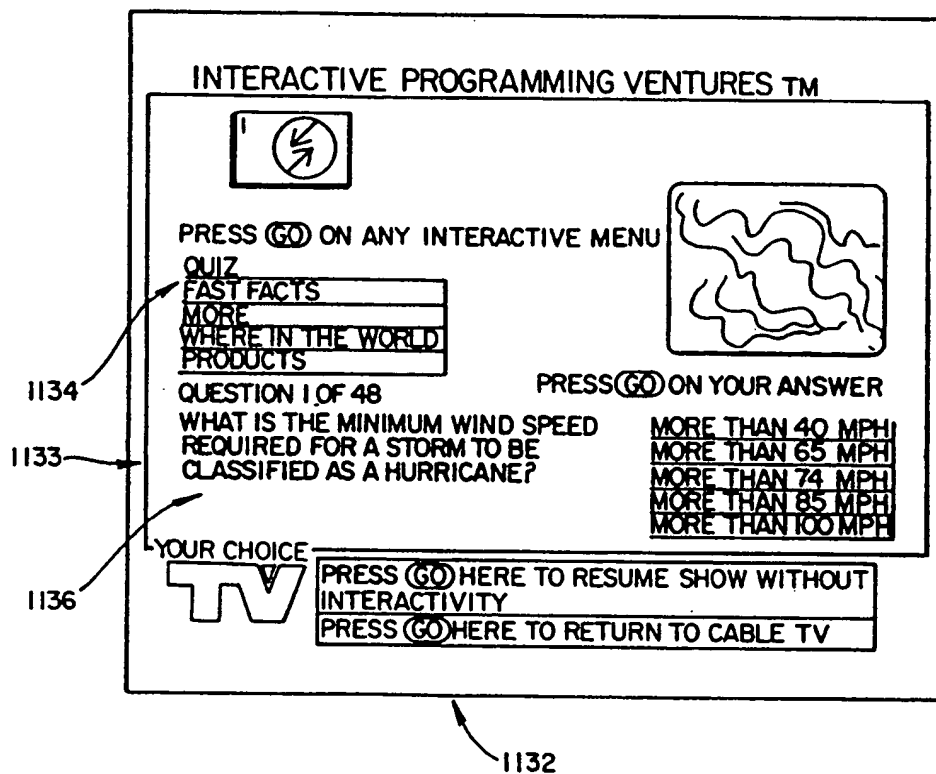 INTERACTIVE PROGRAMMING VENTURES TM
PRESS GO ON ANY INTERACTIVE MENU
QUIZ
FAST FACTS
MORE
WHERE IN THE WORLD
PRODUCTS
QUESTION 1 OF 48
WHAT IS THE MINIMUM WIND SPEED
REQUIRED FOR A STORM TO BE
CLASSIFIED AS A HURRICANE?
PRESS GO ON YOUR ANSWER
MORE THAN 40 MPH
MORE THAN 65 MPH
MORE THAN 74 MPH
MORE THAN 85 MPH
MORE THAN 100 MPH
YOUR CHOICE
TV
PRESS GO HERE TO RESUME SHOW WITHOUT
INTERACTIVITY
PRESS GO HERE TO RETURN TO CABLE TV
1134
1133
1136
1132